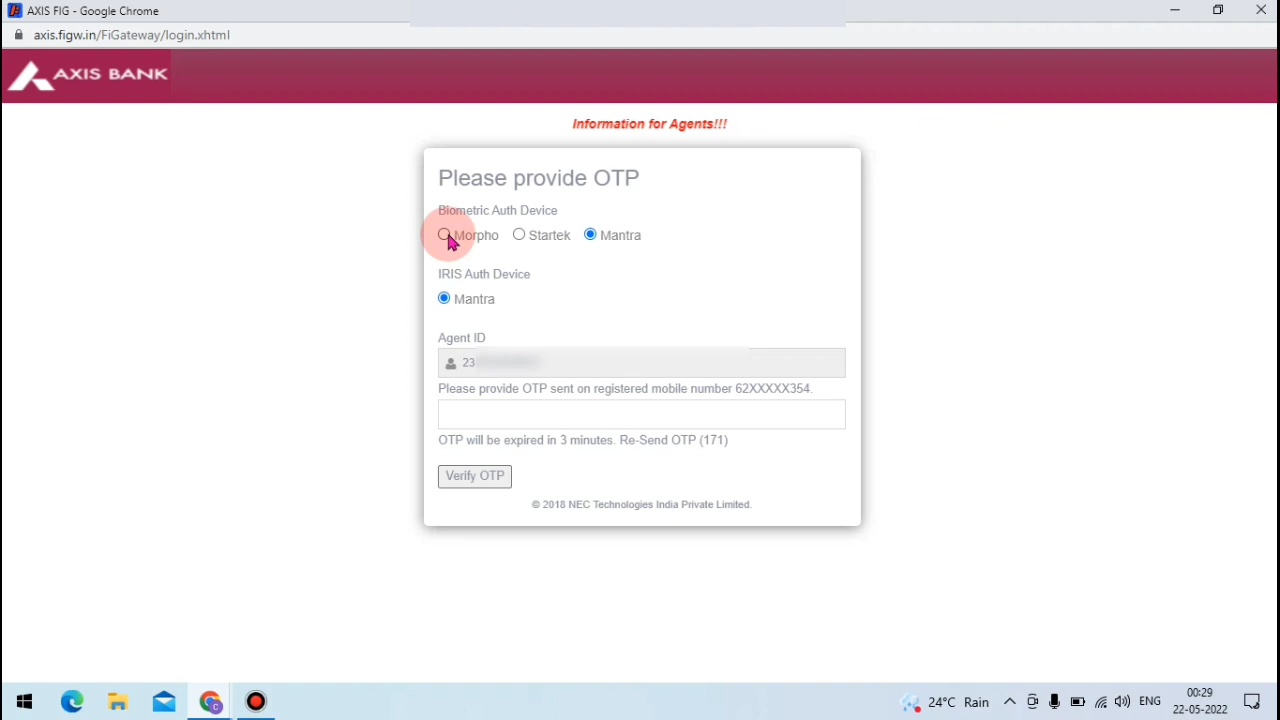 AXIS FIG - Google Chrome
axis.figw.in/FiGateway/login.xhtml
AXIS BANK
Information for Agents!!!
Please provide OTP
Biometric Auth Device
Morpho Startek Mantra
IRIS Auth Device
Mantra
Agent ID
23
Please provide OTP sent on registered mobile number 62XXXXX354.
OTP will be expired in 3 minutes. Re-Send OTP (171)
Verify OTP
© 2018 NEC Technologies India Private Limited.
24°C Rain
ENG
00:29
22-05-2022